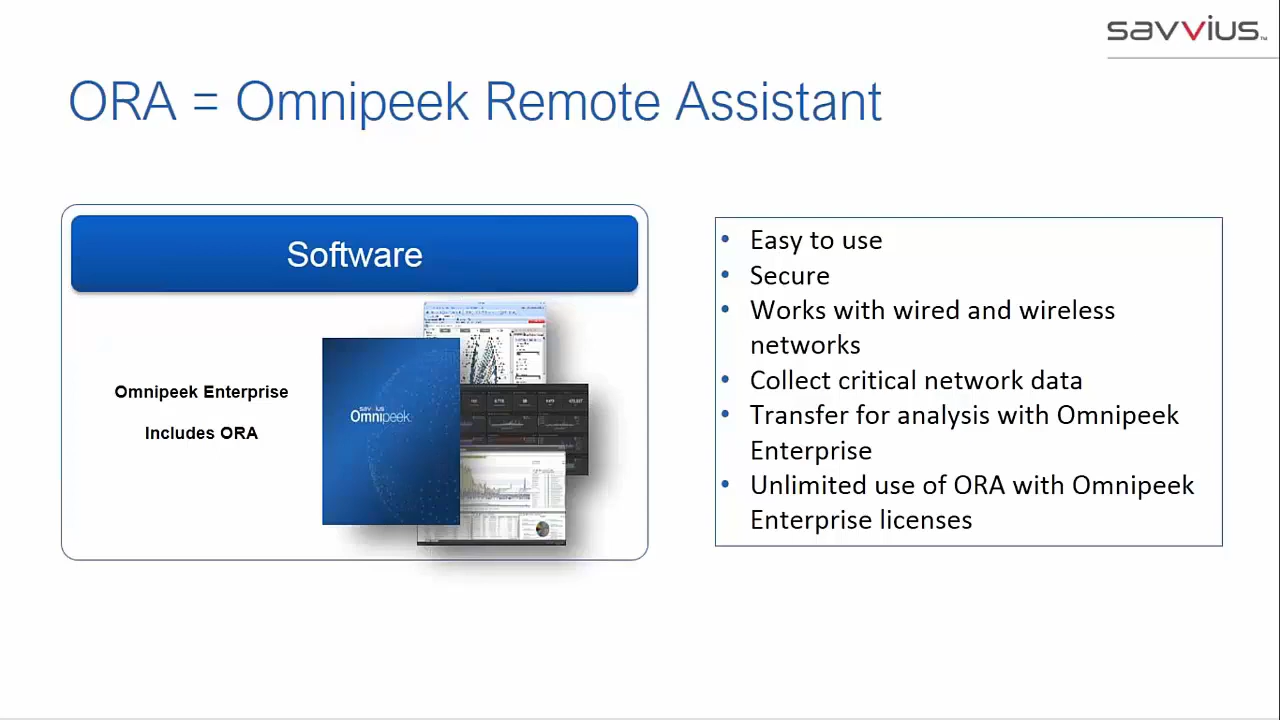 savvius™
ORA = Omnipeek Remote Assistant
Software
Omnipeek Enterprise
Includes ORA
savvius
Omnipeek
• Easy to use
• Secure
• Works with wired and wireless
networks
• Collect critical network data
• Transfer for analysis with Omnipeek
Enterprise
• Unlimited use of ORA with Omnipeek
Enterprise licenses